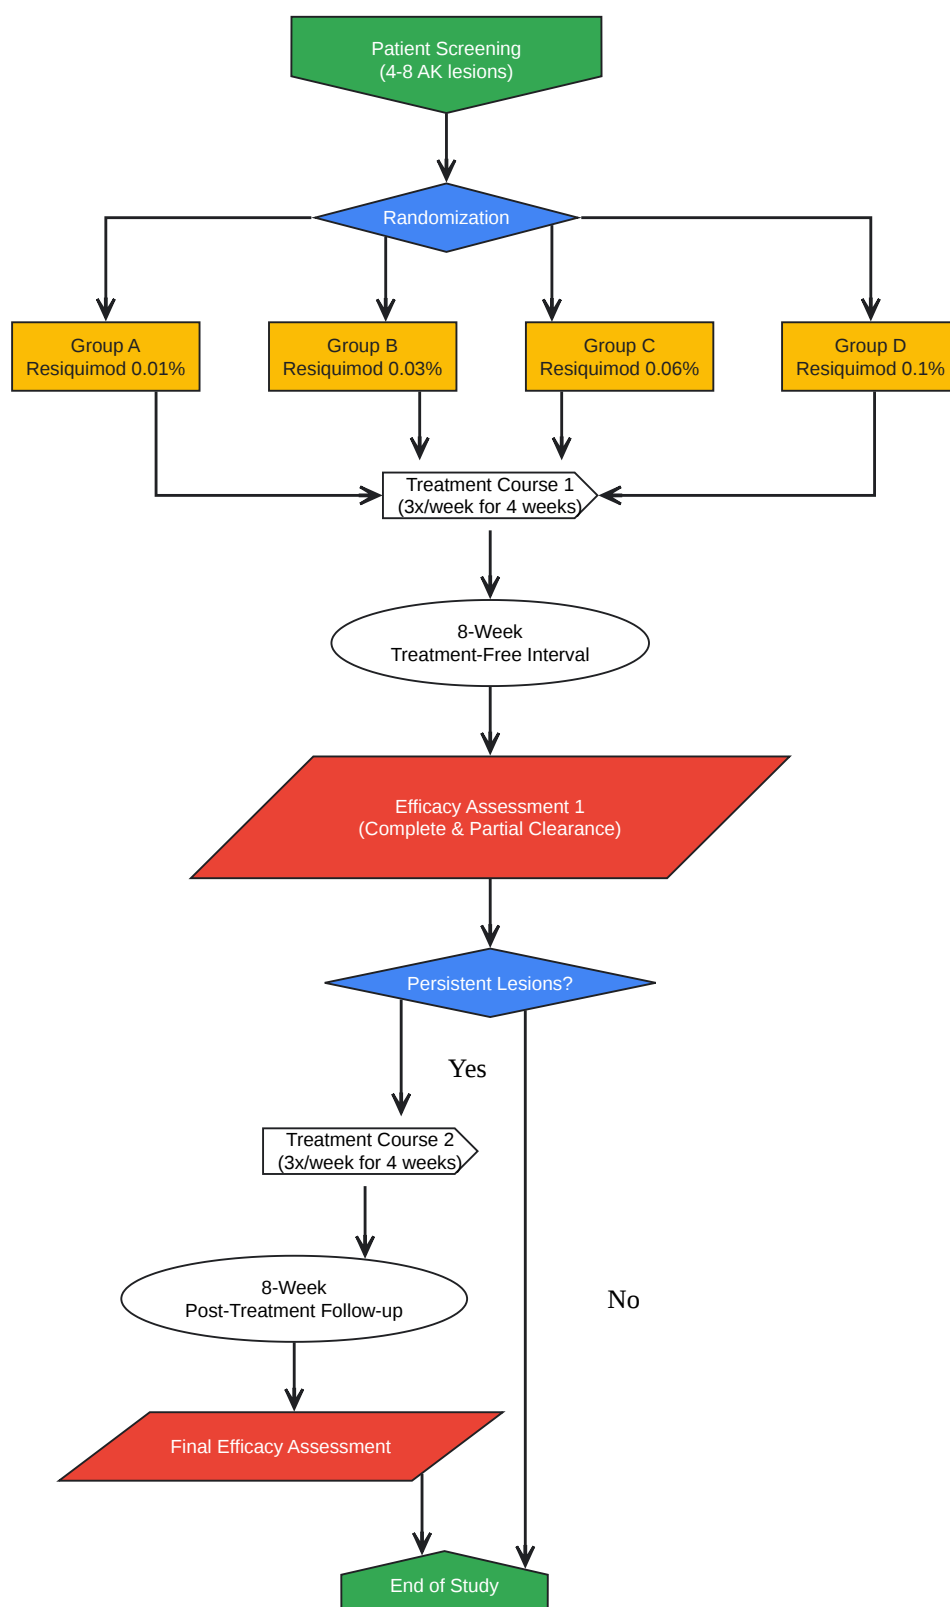 Patient Screening
(4-8 AK lesions)
Randomization
Group A
Resiquimod 0.01%
Group B
Resiquimod 0.03%
Group C
Resiquimod 0.06%
Group D
Resiquimod 0.1%
Treatment Course 1
(3x/week for 4 weeks)
8-Week
Treatment-Free Interval
Efficacy Assessment 1
(Complete & Partial Clearance)
Persistent Lesions?
Yes
Treatment Course 2
(3x/week for 4 weeks)
8-Week
Post-Treatment Follow-up
No
Final Efficacy Assessment
End of Study